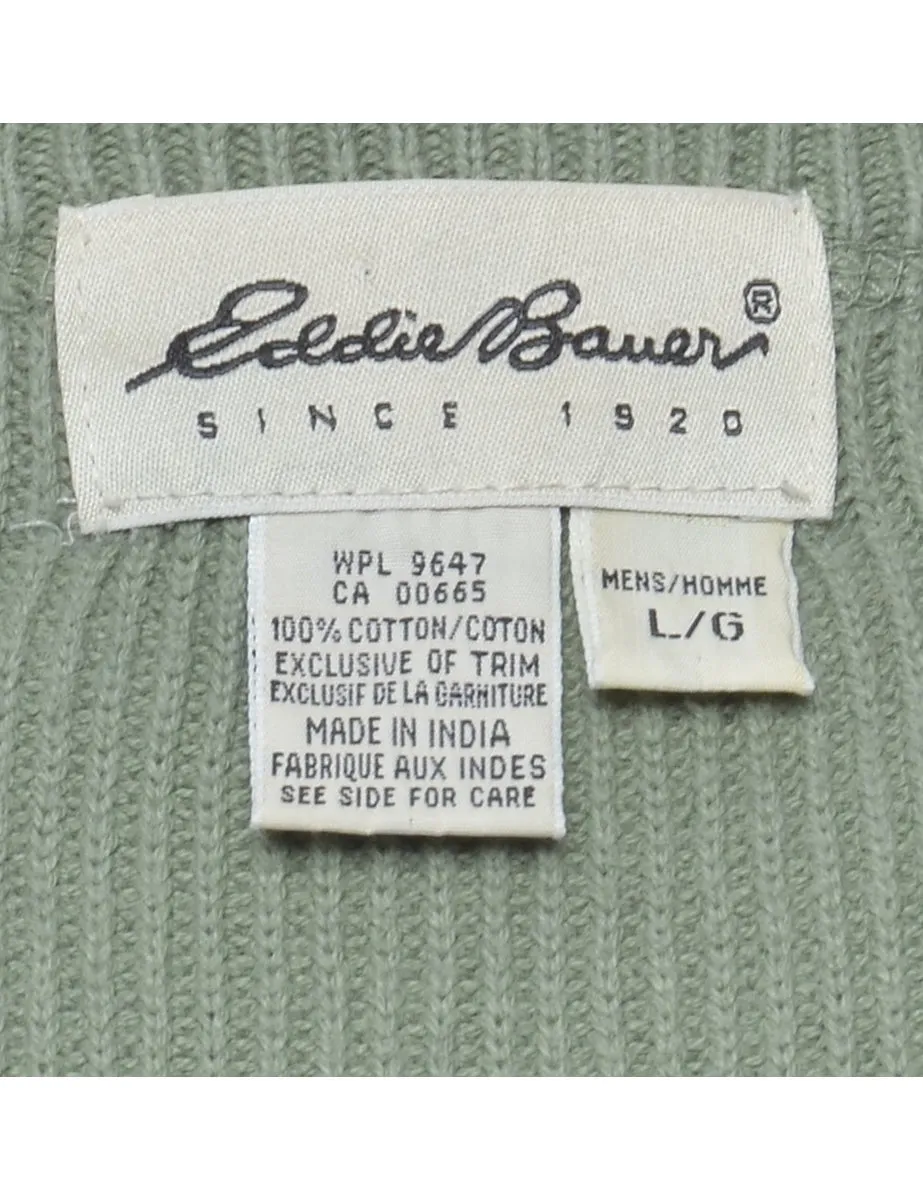 Eddie Bauer®
SINCE 1920
WPL 9647
CA 00665
100% COTTON/COTON
EXCLUSIVE OF TRIM
EXCLUSIF DE LA GARNITURE
MADE IN INDIA
FABRIQUE AUX INDES
SEE SIDE FOR CARE
MENS/HOMME
L/G